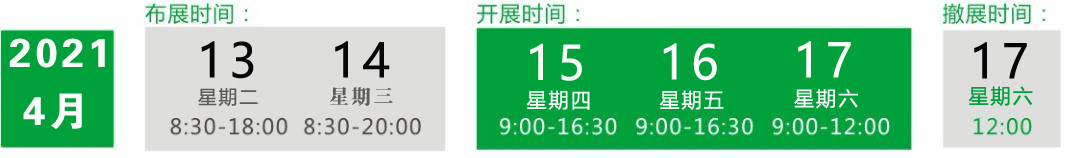 2021
4月
布展时间：
13 14
星期二 星期三
8:30-18:00 8:30-20:00
开展时间：
15 16 17
星期四 星期五 星期六
9:00-16:30 9:00-16:30 9:00-12:00
撤展时间：
17
星期六
12:00